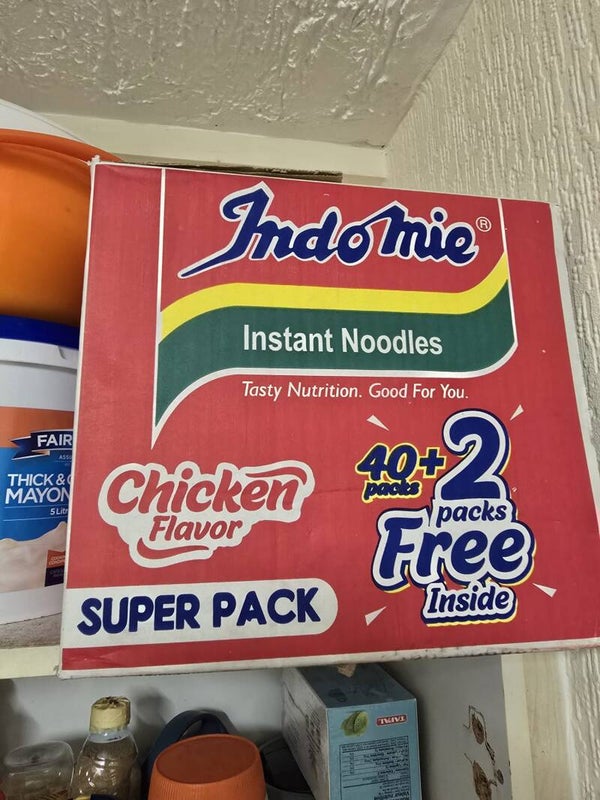 Indomie®
Instant Noodles
Tasty Nutrition. Good For You.
Chicken
Flavor
SUPER PACK
40+2
packs
packs
Free
Inside
FAIR
THICK &
MAYON
5 Lit